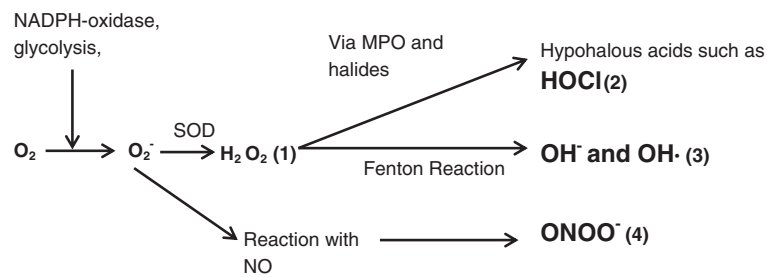 NADPH-oxidase,
glycolysis,
Via MPO and
halides
Hypohalous acids such as
HOCl (2)
O₂
O₂⁻
SOD
H₂O₂ (1)
Fenton Reaction
OH⁻ and OH· (3)
Reaction with
NO
ONOO⁻ (4)